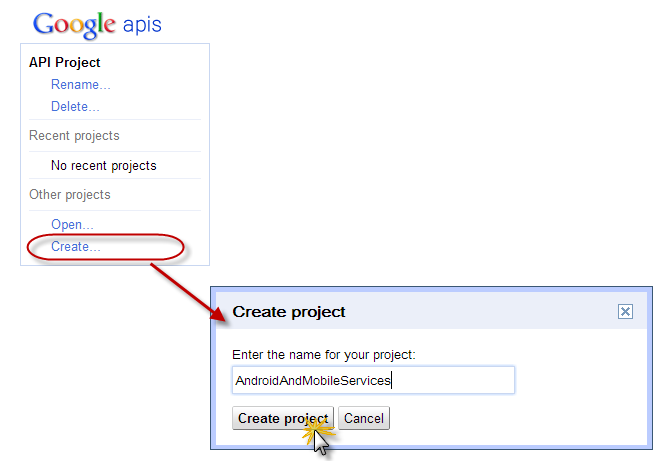 Google apis
API Project
Rename...
Delete...
Recent projects
No recent projects
Other projects
Open...
Create...
Create project
Enter the name for your project:
AndroidAndMobileServices
Create project Cancel